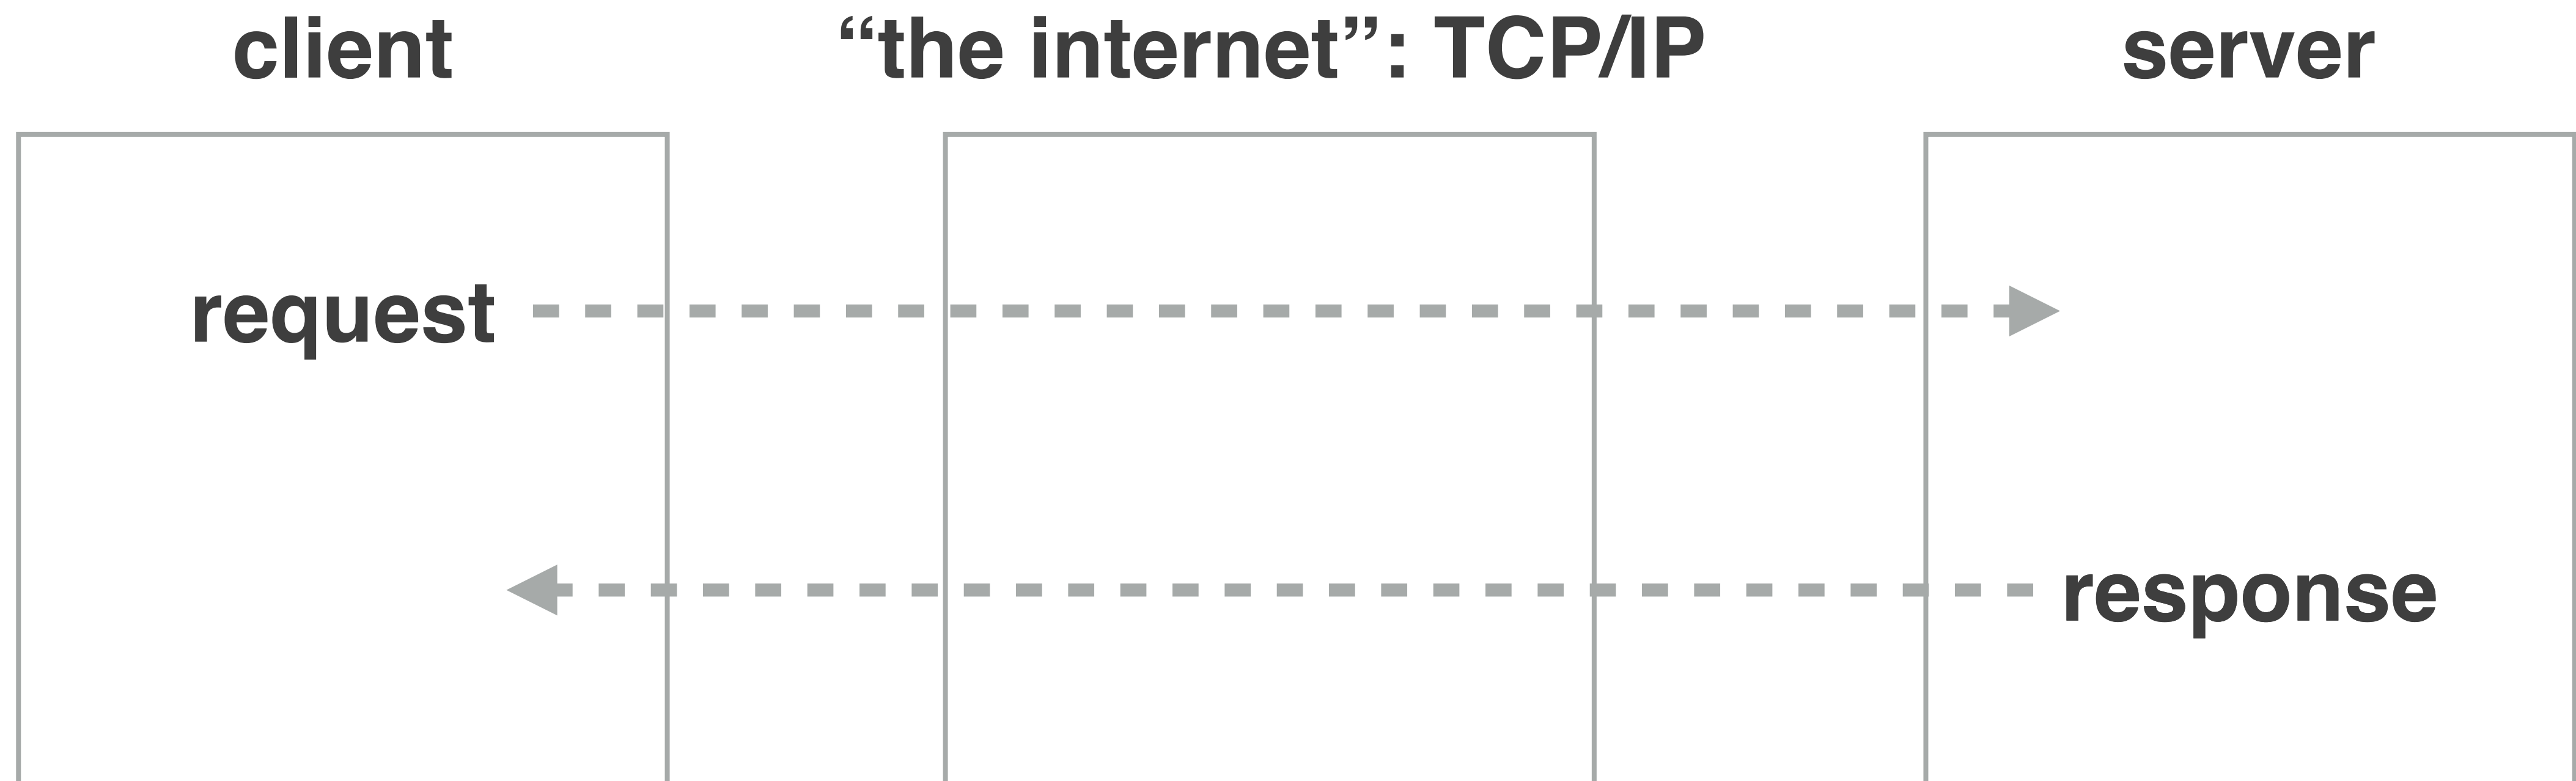 client
“the internet”: TCP/IP
server
request
response